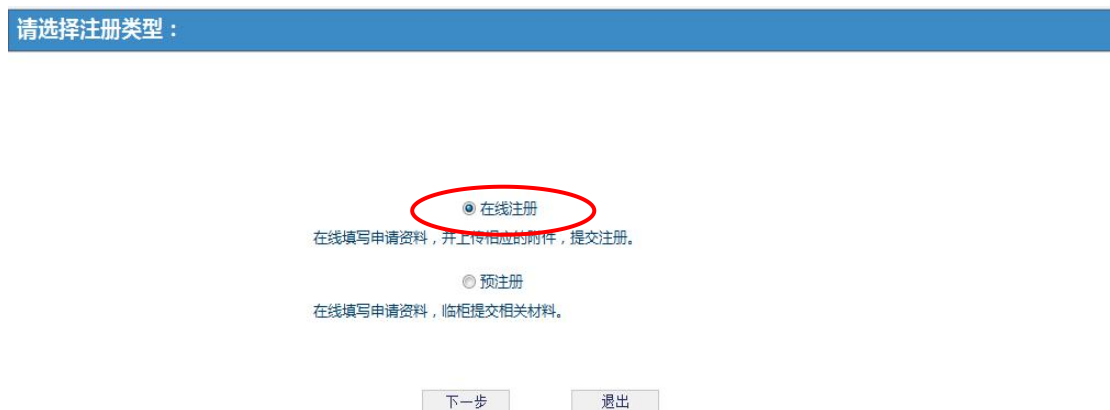 请选择注册类型：
在线注册
在线填写申请资料，并上传相应的附件，提交注册。
预注册
在线填写申请资料，临柜提交相关材料。
下一步 退出